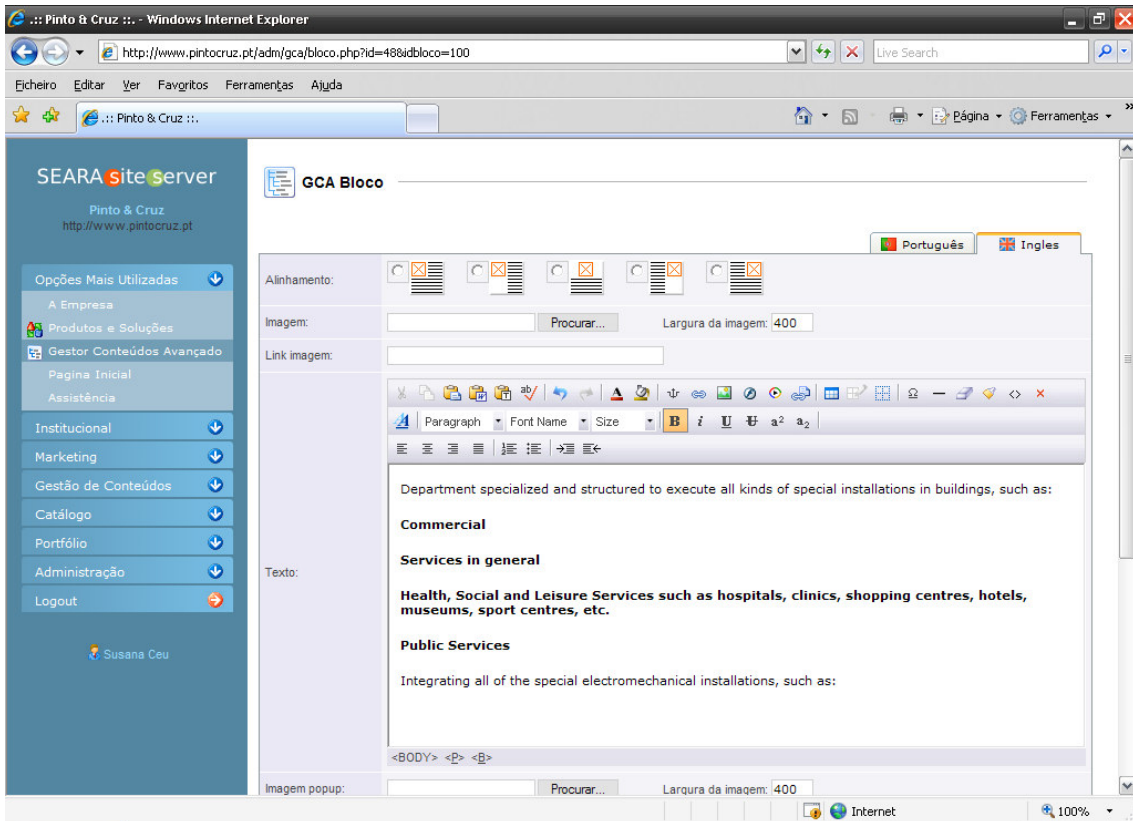 .:: Pinto & Cruz ::. - Windows Internet Explorer
http://www.pintocruz.pt/adm/gca/bloco.php?id=48&idbloco=100
Live Search
Ficheiro Editar Ver Favoritos Ferramentas Ajuda
.:: Pinto & Cruz ::.
Página Ferramentas
SEARA site server
Pinto & Cruz
http://www.pintocruz.pt
GCA Bloco
Português Ingles
Opções Mais Utilizadas
A Empresa
Produtos e Soluções
Gestor Conteúdos Avançado
Pagina Inicial
Assistência
Institucional
Marketing
Gestão de Conteúdos
Catálogo
Portfólio
Administração
Logout
Susana Ceu
Alinhamento:
Imagem: Procurar... Largura da imagem: 400
Link imagem:
Paragraph Font Name Size B i U U a² a₂
Texto:
Department specialized and structured to execute all kinds of special installations in buildings, such as:
Commercial
Services in general
Health, Social and Leisure Services such as hospitals, clinics, shopping centres, hotels,
museums, sport centres, etc.
Public Services
Integrating all of the special electromechanical installations, such as:
<BODY> <P> <B>
Imagem popup: Procurar... Largura da imagem: 400
Internet 100%